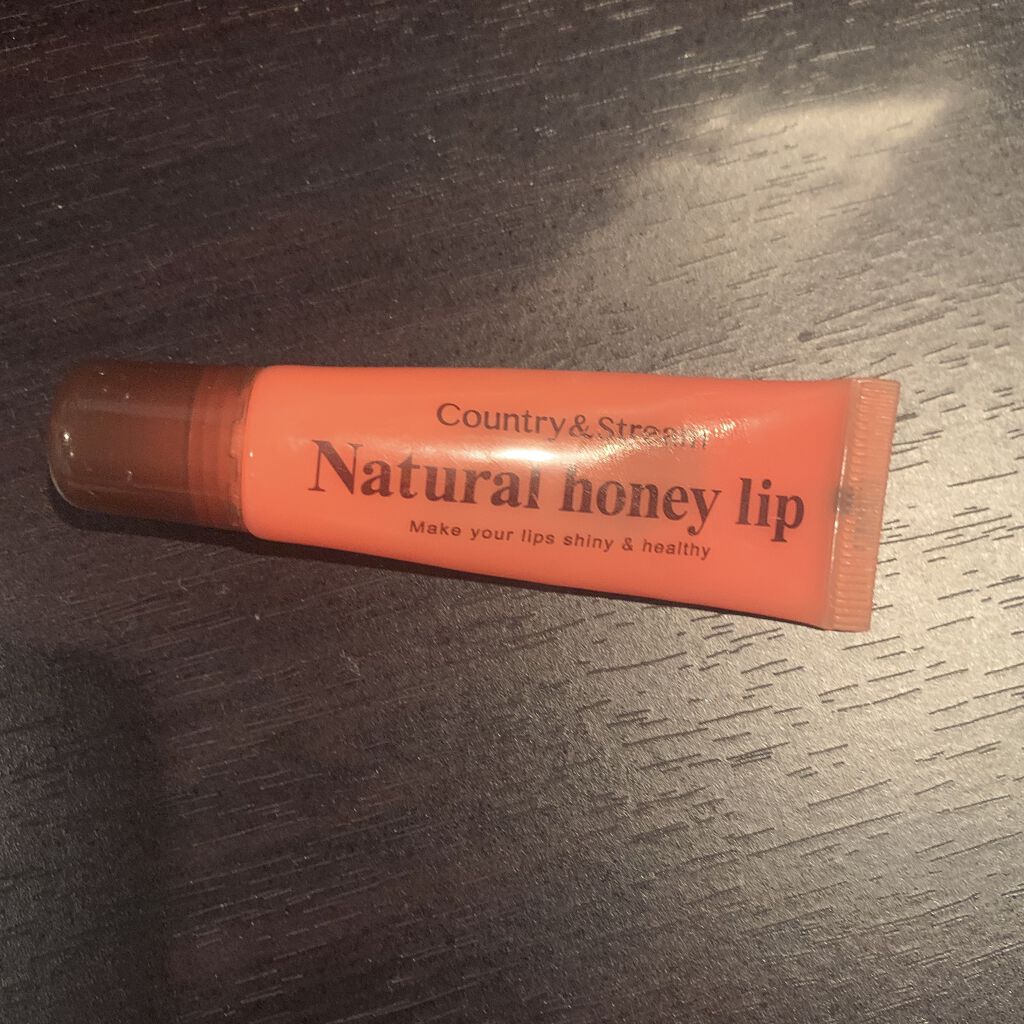 Country&Stream
Natural honey lip
Make your lips shiny & healthy